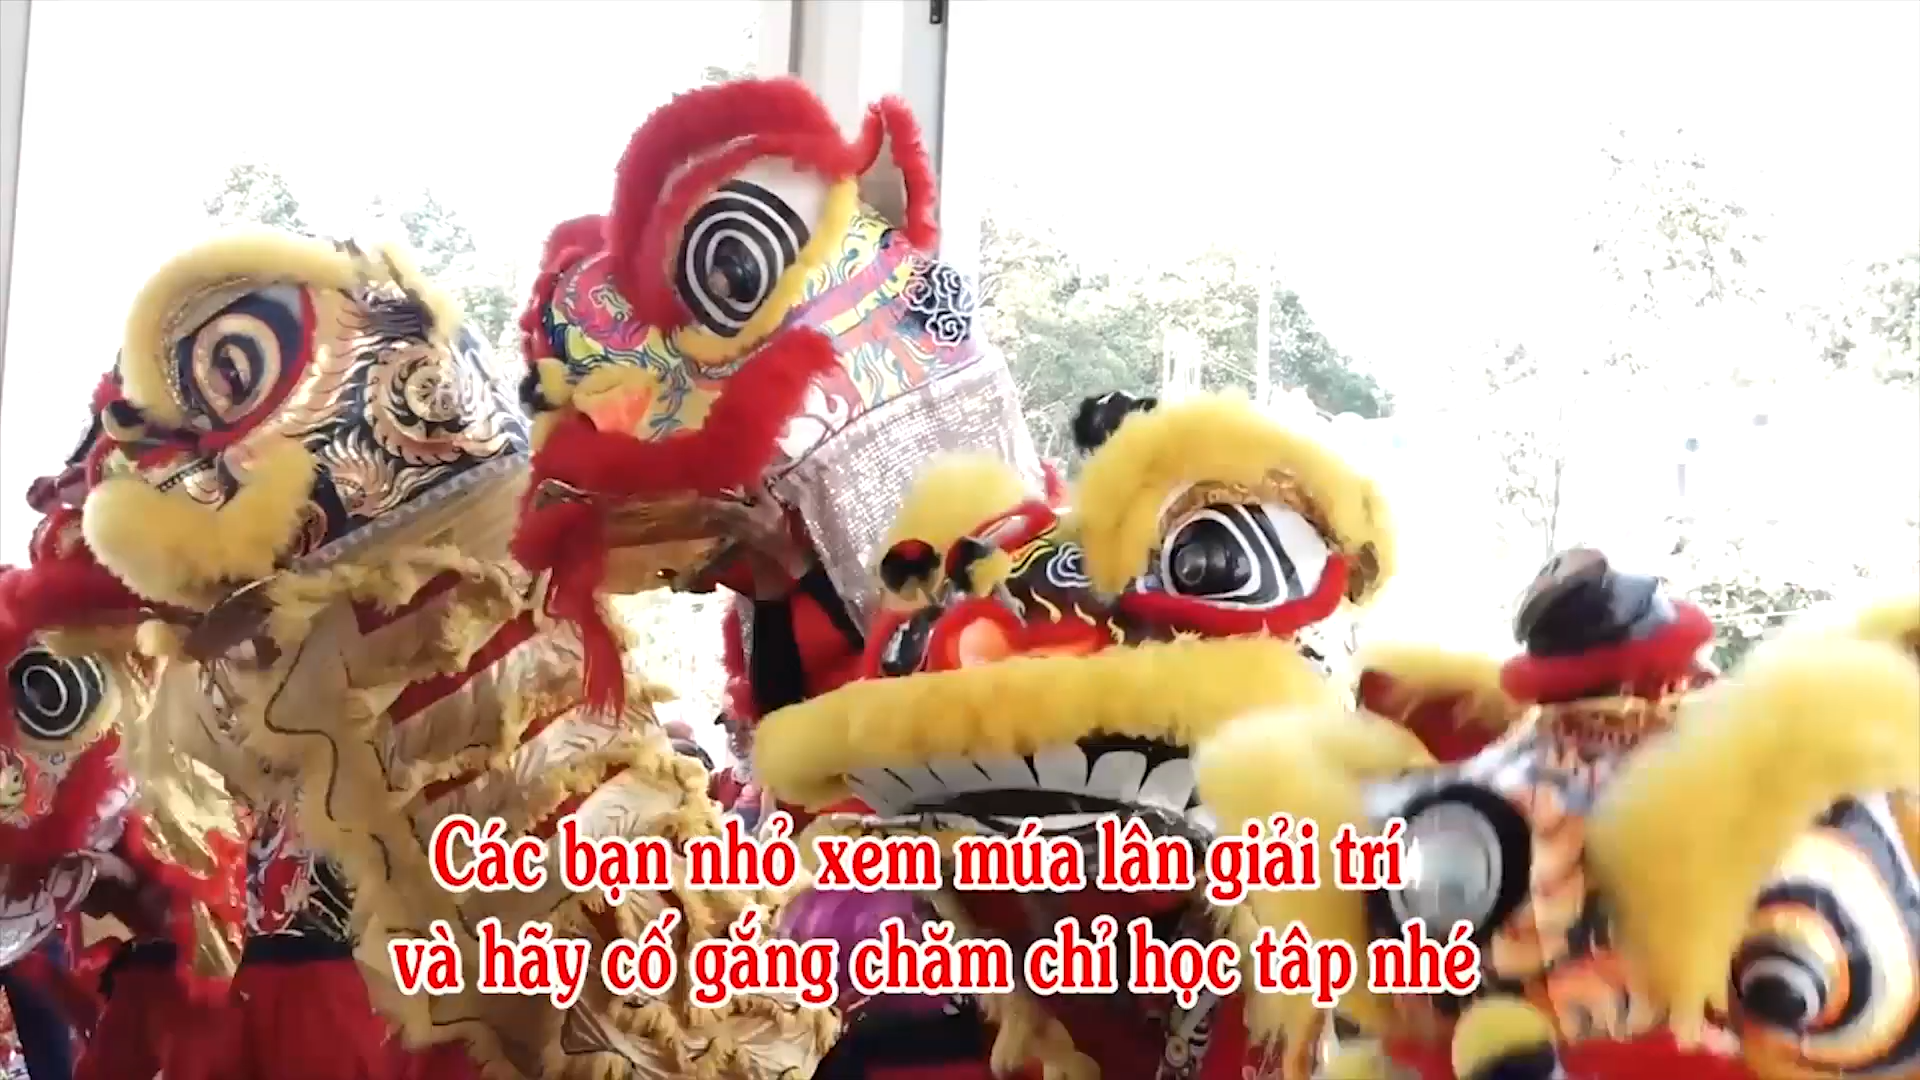 Các bạn nhỏ xem múa lân giải trí
và hãy cố gắng chăm chỉ học tâp nhé